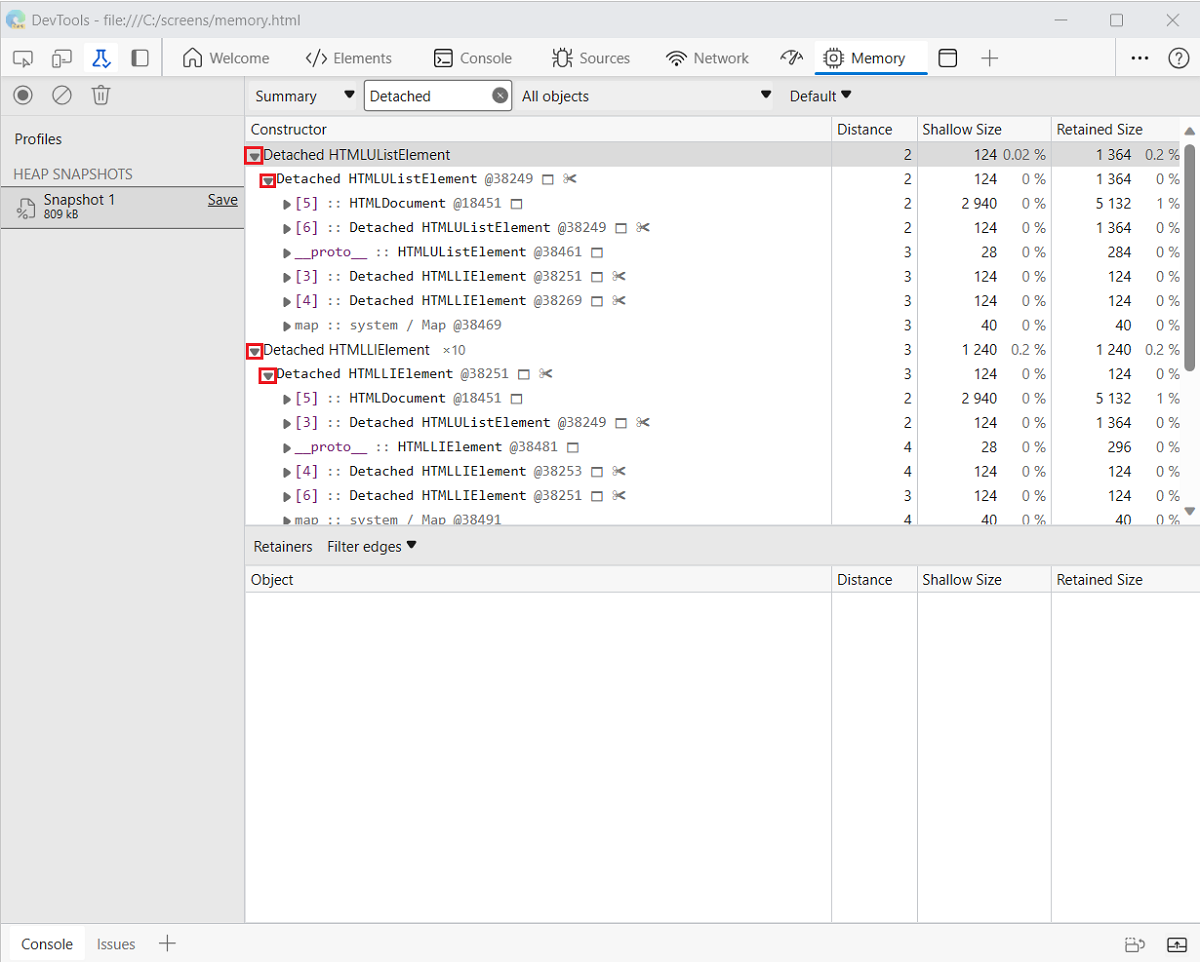 DevTools - file:///C:/screens/memory.html
Welcome Elements Console Sources Network Memory
Summary Detached All objects Default
Profiles
HEAP SNAPSHOTS
Snapshot 1 Save
809 kB
Constructor Distance Shallow Size Retained Size
Detached HTMLUListElement 2 124 0.02 % 1 364 0.2 %
Detached HTMLUListElement @38249 2 124 0 % 1 364 0 %
[5] :: HTMLDocument @18451 2 2 940 0 % 5 132 1 %
[6] :: Detached HTMLUListElement @38249 2 124 0 % 1 364 0 %
__proto__ :: HTMLUListElement @38461 3 28 0 % 284 0 %
[3] :: Detached HTMLLIElement @38251 3 124 0 % 124 0 %
[4] :: Detached HTMLLIElement @38269 3 124 0 % 124 0 %
map :: system / Map @38469 3 40 0 % 40 0 %
Detached HTMLLIElement ×10 3 1 240 0.2 % 1 240 0.2 %
Detached HTMLLIElement @38251 3 124 0 % 124 0 %
[5] :: HTMLDocument @18451 2 2 940 0 % 5 132 1 %
[3] :: Detached HTMLUListElement @38249 2 124 0 % 1 364 0 %
__proto__ :: HTMLLIElement @38481 4 28 0 % 296 0 %
[4] :: Detached HTMLLIElement @38253 4 124 0 % 124 0 %
[6] :: Detached HTMLLIElement @38251 3 124 0 % 124 0 %
map :: system / Map @38491 4 40 0 % 40 0 %
Retainers Filter edges
Object Distance Shallow Size Retained Size
Console Issues